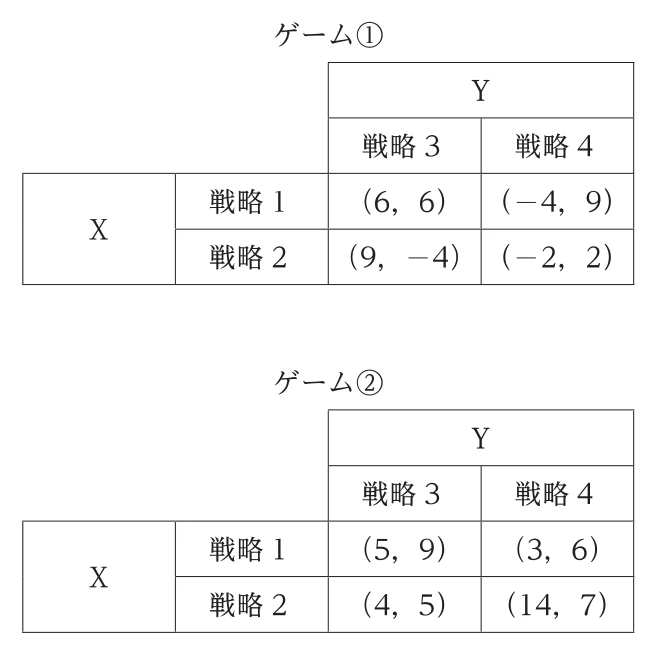 ゲーム①
Y
戦略3 戦略4
X 戦略1 (6, 6) (−4, 9)
戦略2 (9, −4) (−2, 2)
ゲーム②
Y
戦略3 戦略4
X 戦略1 (5, 9) (3, 6)
戦略2 (4, 5) (14, 7)